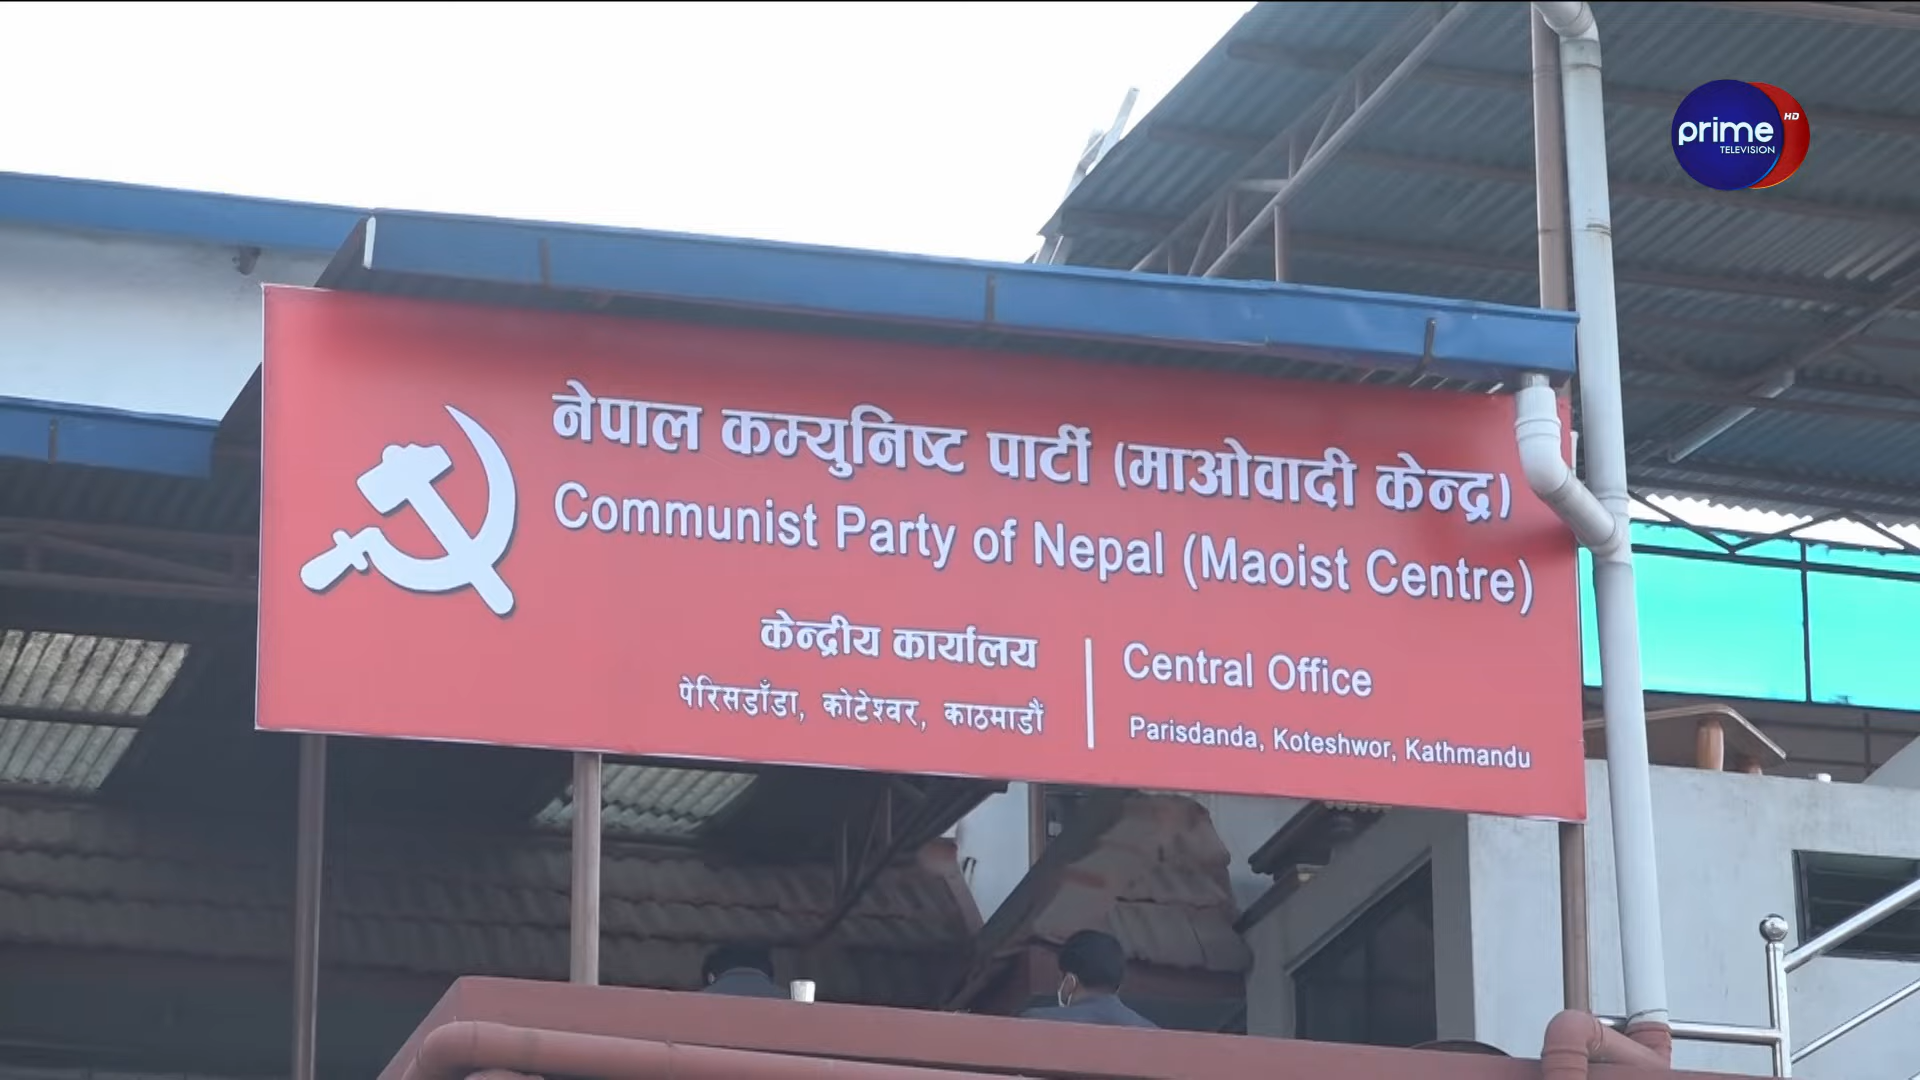 prime HD
TELEVISION
नेपाल कम्युनिष्ट पार्टी (माओवादी केन्द्र)
Communist Party of Nepal (Maoist Centre)
केन्द्रीय कार्यालय
पेरिसडाँडा, कोटेश्वर, काठमाडौं
Central Office
Parisdanda, Koteshwor, Kathmandu